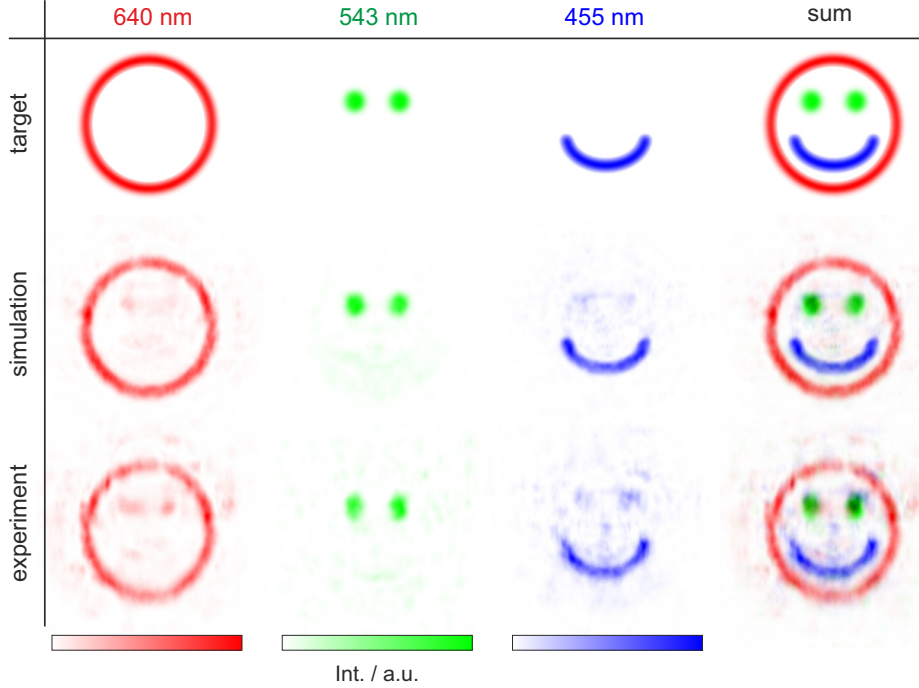 640 nm
543 nm
455 nm
sum
target
simulation
experiment
Int. / a.u.